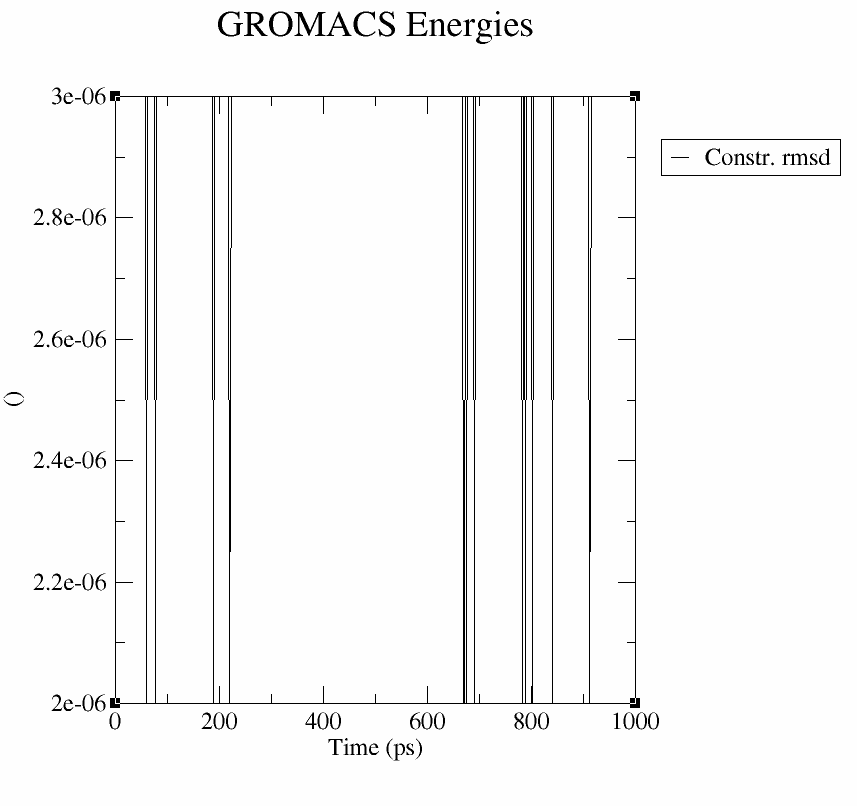 GROMACS Energies
3e-06
2.8e-06
2.6e-06
2.4e-06
2.2e-06
2e-06
()
0 200 400 600 800 1000
Time (ps)
Constr. rmsd